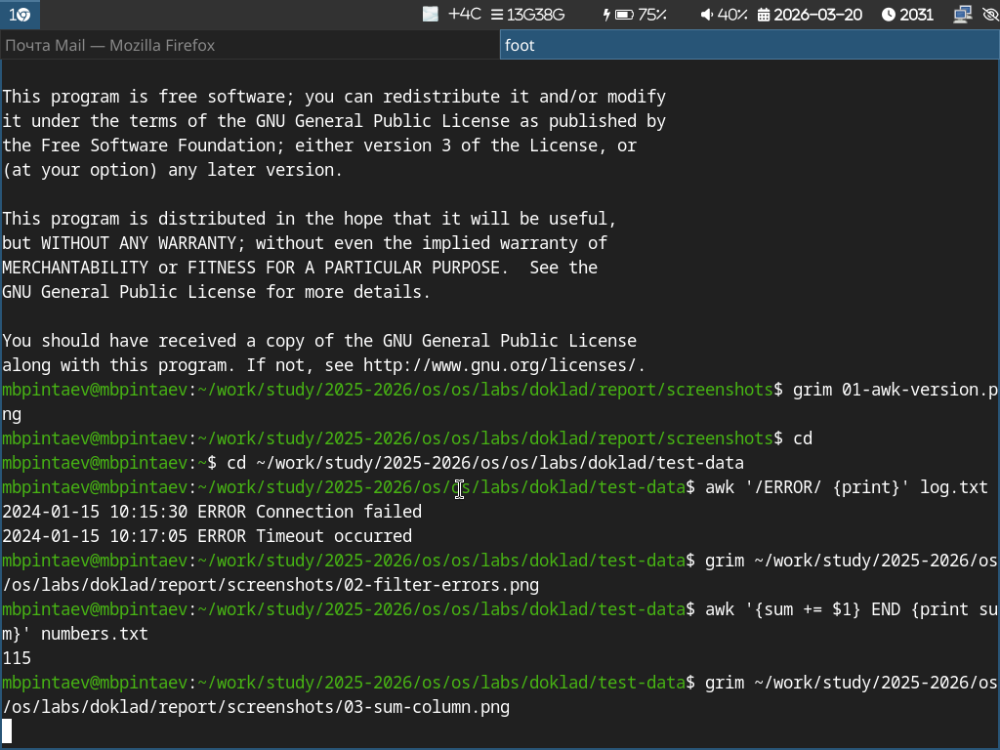 1
+4C 13G38G 75% 40% 2026-03-20 2031
Почта Mail — Mozilla Firefox
foot
This program is free software; you can redistribute it and/or modify
it under the terms of the GNU General Public License as published by
the Free Software Foundation; either version 3 of the License, or
(at your option) any later version.
This program is distributed in the hope that it will be useful,
but WITHOUT ANY WARRANTY; without even the implied warranty of
MERCHANTABILITY or FITNESS FOR A PARTICULAR PURPOSE.  See the
GNU General Public License for more details.
You should have received a copy of the GNU General Public License
along with this program. If not, see http://www.gnu.org/licenses/.
mbpintaev@mbpintaev:~/work/study/2025-2026/os/os/labs/doklad/report/screenshots$ grim 01-awk-version.p
ng
mbpintaev@mbpintaev:~/work/study/2025-2026/os/os/labs/doklad/report/screenshots$ cd
mbpintaev@mbpintaev:~$ cd ~/work/study/2025-2026/os/os/labs/doklad/test-data
mbpintaev@mbpintaev:~/work/study/2025-2026/os/os/labs/doklad/test-data$ awk '/ERROR/ {print}' log.txt
2024-01-15 10:15:30 ERROR Connection failed
2024-01-15 10:17:05 ERROR Timeout occurred
mbpintaev@mbpintaev:~/work/study/2025-2026/os/os/labs/doklad/test-data$ grim ~/work/study/2025-2026/os
/os/labs/doklad/report/screenshots/02-filter-errors.png
mbpintaev@mbpintaev:~/work/study/2025-2026/os/os/labs/doklad/test-data$ awk '{sum += $1} END {print su
m}' numbers.txt
115
mbpintaev@mbpintaev:~/work/study/2025-2026/os/os/labs/doklad/test-data$ grim ~/work/study/2025-2026/os
/os/labs/doklad/report/screenshots/03-sum-column.png